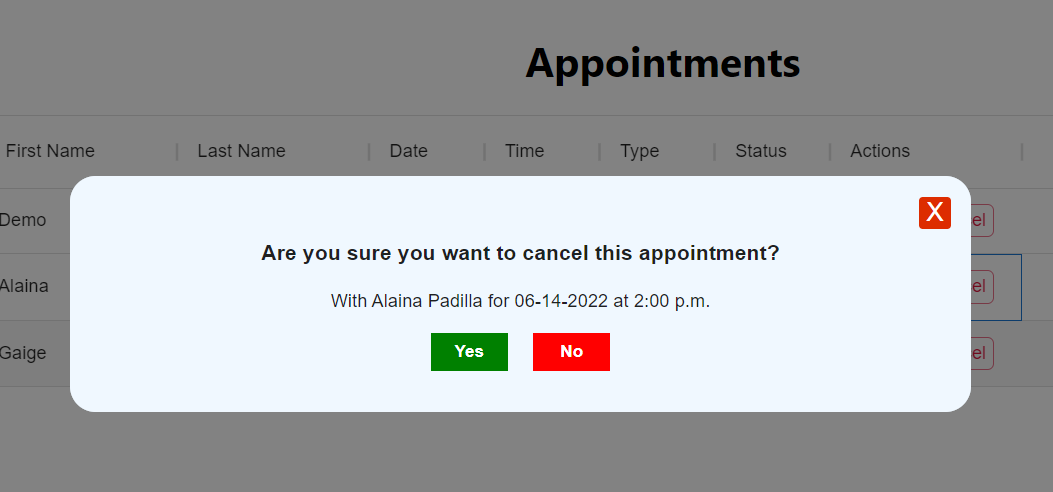 Appointments
First Name | Last Name | Date | Time | Type | Status | Actions |
X
Demo
el
Are you sure you want to cancel this appointment?
Alaina
el
With Alaina Padilla for 06-14-2022 at 2:00 p.m.
Yes No
Gaige
el